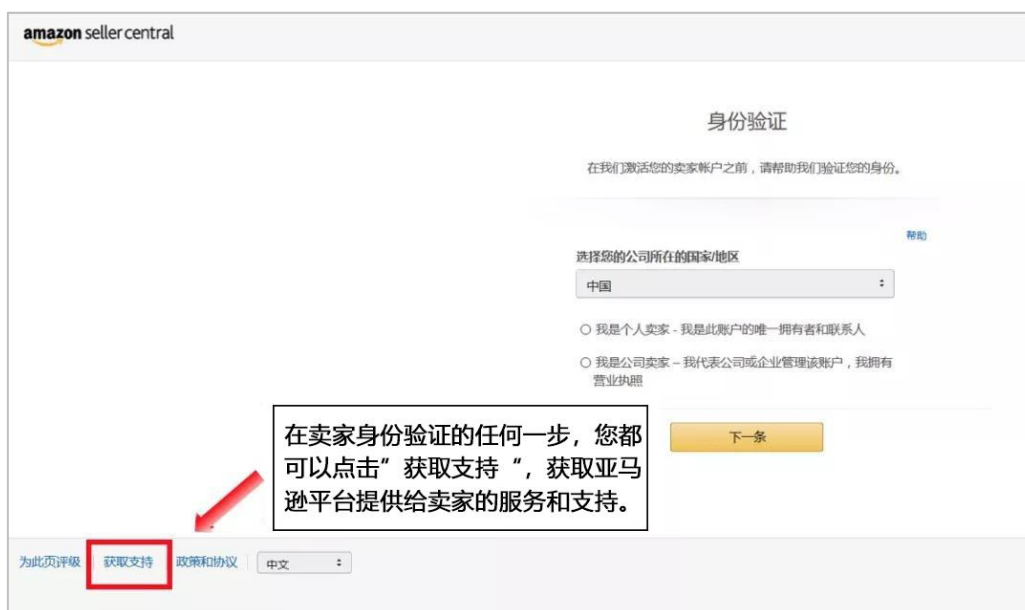 amazon seller central
身份验证
在我们激活您的卖家帐户之前，请帮助我们验证您的身份。
帮助
选择您的公司所在的国家/地区
中国
我是个人卖家 - 我是此账户的唯一拥有者和联系人
我是公司卖家 – 我代表公司或企业管理该账户，我拥有
营业执照
下一条
在卖家身份验证的任何一步，您都
可以点击”获取支持“，获取亚马
逊平台提供给卖家的服务和支持。
为此页评级 获取支持 政策和协议 中文